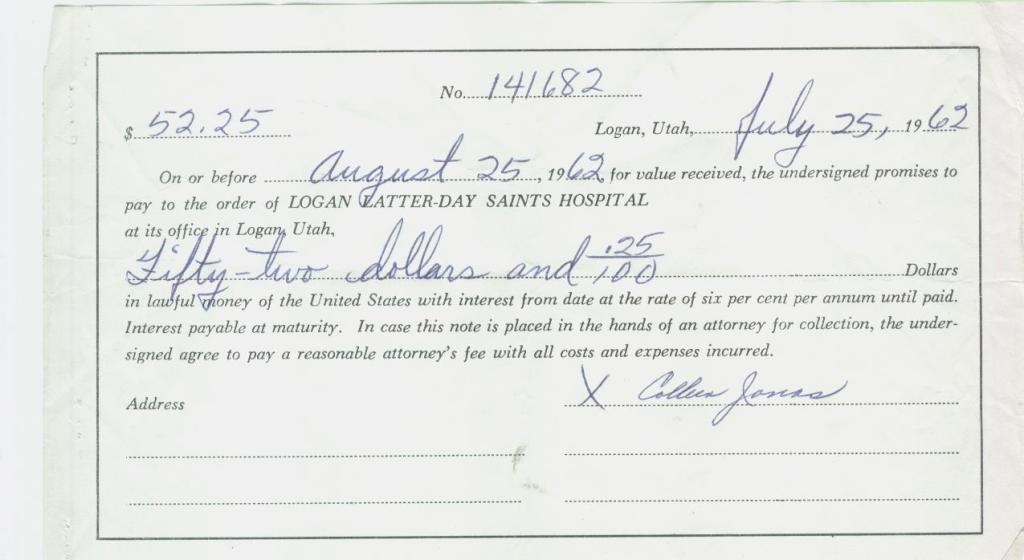 No. 141682
$ 52.25 Logan, Utah, July 25, 1962
On or before August 25, 1962 for value received, the undersigned promises to
pay to the order of LOGAN LATTER-DAY SAINTS HOSPITAL
at its office in Logan, Utah,
Fifty-two dollars and .25/100 Dollars
in lawful money of the United States with interest from date at the rate of six per cent per annum until paid.
Interest payable at maturity. In case this note is placed in the hands of an attorney for collection, the under-
signed agree to pay a reasonable attorney's fee with all costs and expenses incurred.
Address X